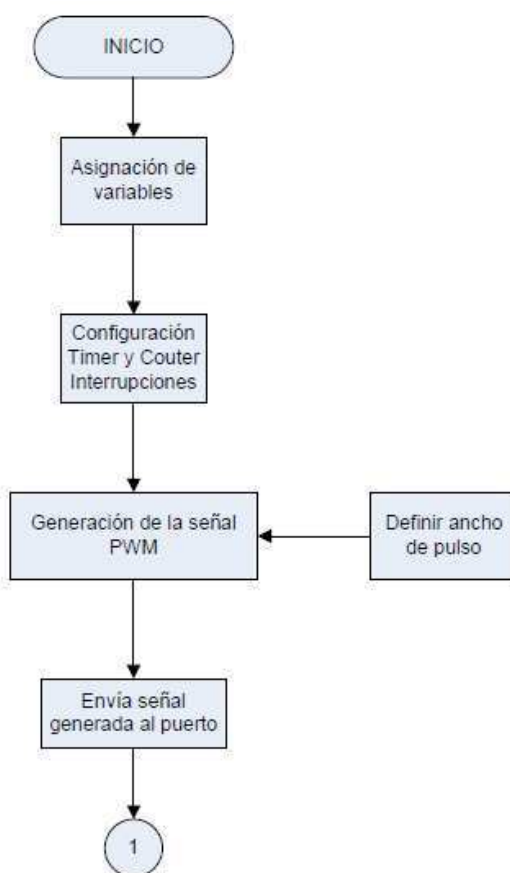 INICIO
Asignación de
variables
Configuración
Timer y Couter
Interrupciones
Generación de la señal
PWM
Definir ancho
de pulso
Envía señal
generada al puerto
1